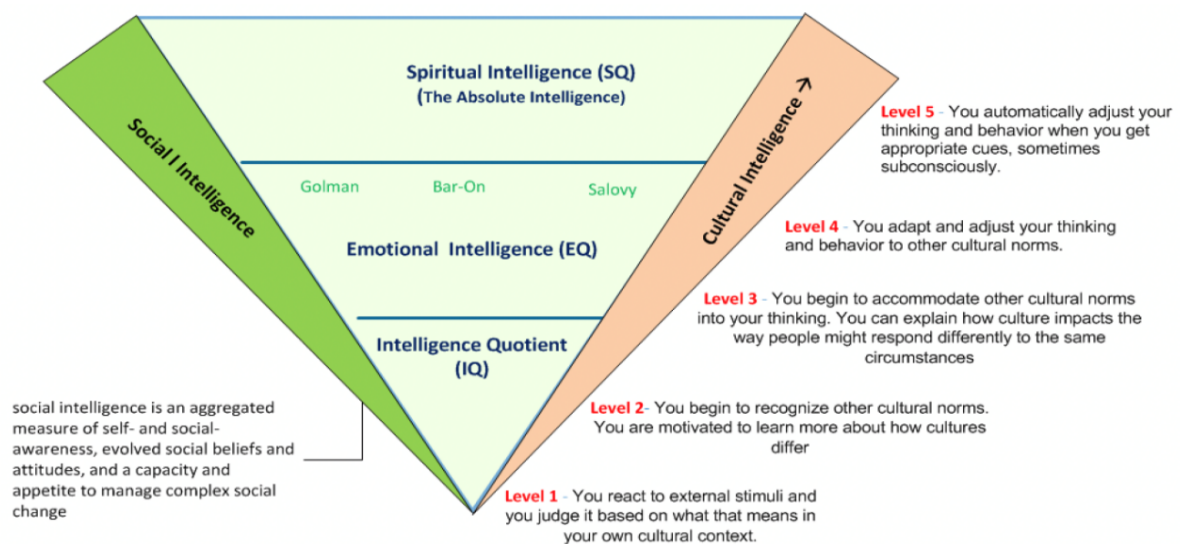 Spiritual Intelligence (SQ)
(The Absolute Intelligence)
Social l Intelligence
Cultural Intelligence →
Golman Bar-On Salovy
Emotional Intelligence (EQ)
Intelligence Quotient
(IQ)
Level 5 - You automatically adjust your
thinking and behavior when you get
appropriate cues, sometimes
subconsciously.
Level 4 - You adapt and adjust your thinking
and behavior to other cultural norms.
Level 3 - You begin to accommodate other cultural norms
into your thinking. You can explain how culture impacts the
way people might respond differently to the same
circumstances
Level 2- You begin to recognize other cultural norms.
You are motivated to learn more about how cultures
differ
Level 1 - You react to external stimuli and
you judge it based on what that means in
your own cultural context.
social intelligence is an aggregated
measure of self- and social-
awareness, evolved social beliefs and
attitudes, and a capacity and
appetite to manage complex social
change